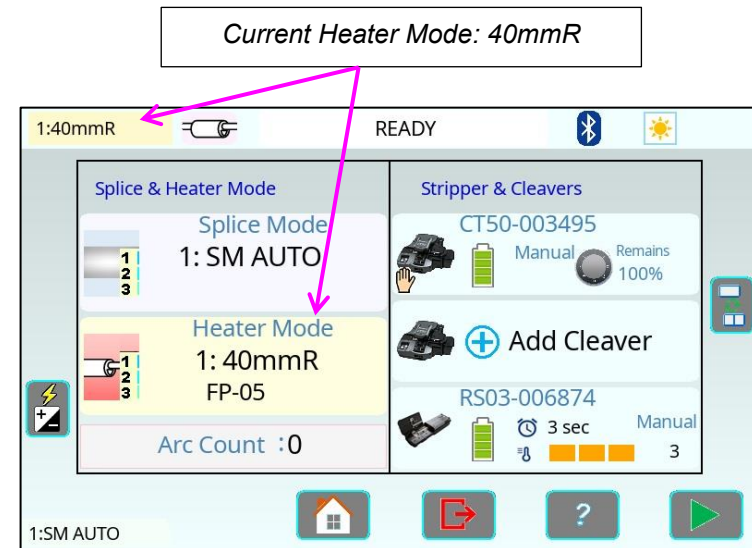 Current Heater Mode: 40mmR
1:40mmR
READY
Splice & Heater Mode
Splice Mode
1: SM AUTO
1
2
3
Heater Mode
1: 40mmR
FP-05
1
2
3
Arc Count : 0
Stripper & Cleavers
CT50-003495
Manual
Remains
100%
Add Cleaver
RS03-006874
3 sec
Manual
3
?
1:SM AUTO